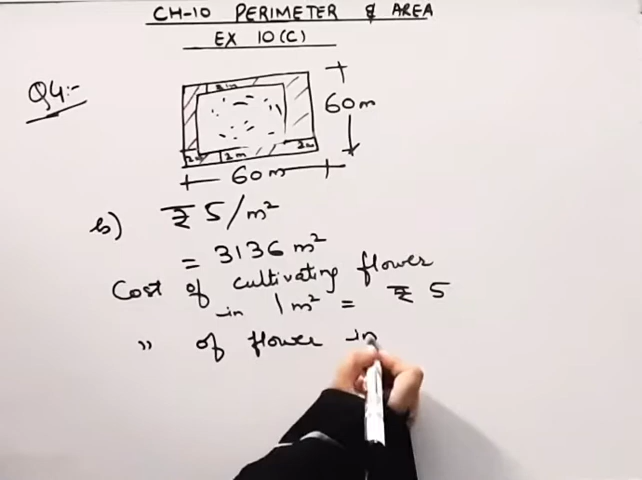 CH-10 PERIMETER & AREA
EX 10(C)
Q4:-
2m
60m
2m
2m
2m
60m
b) ₹ 5/m²
= 3136 m²
Cost of cultivating flower
in 1m² = ₹ 5
" of flower in